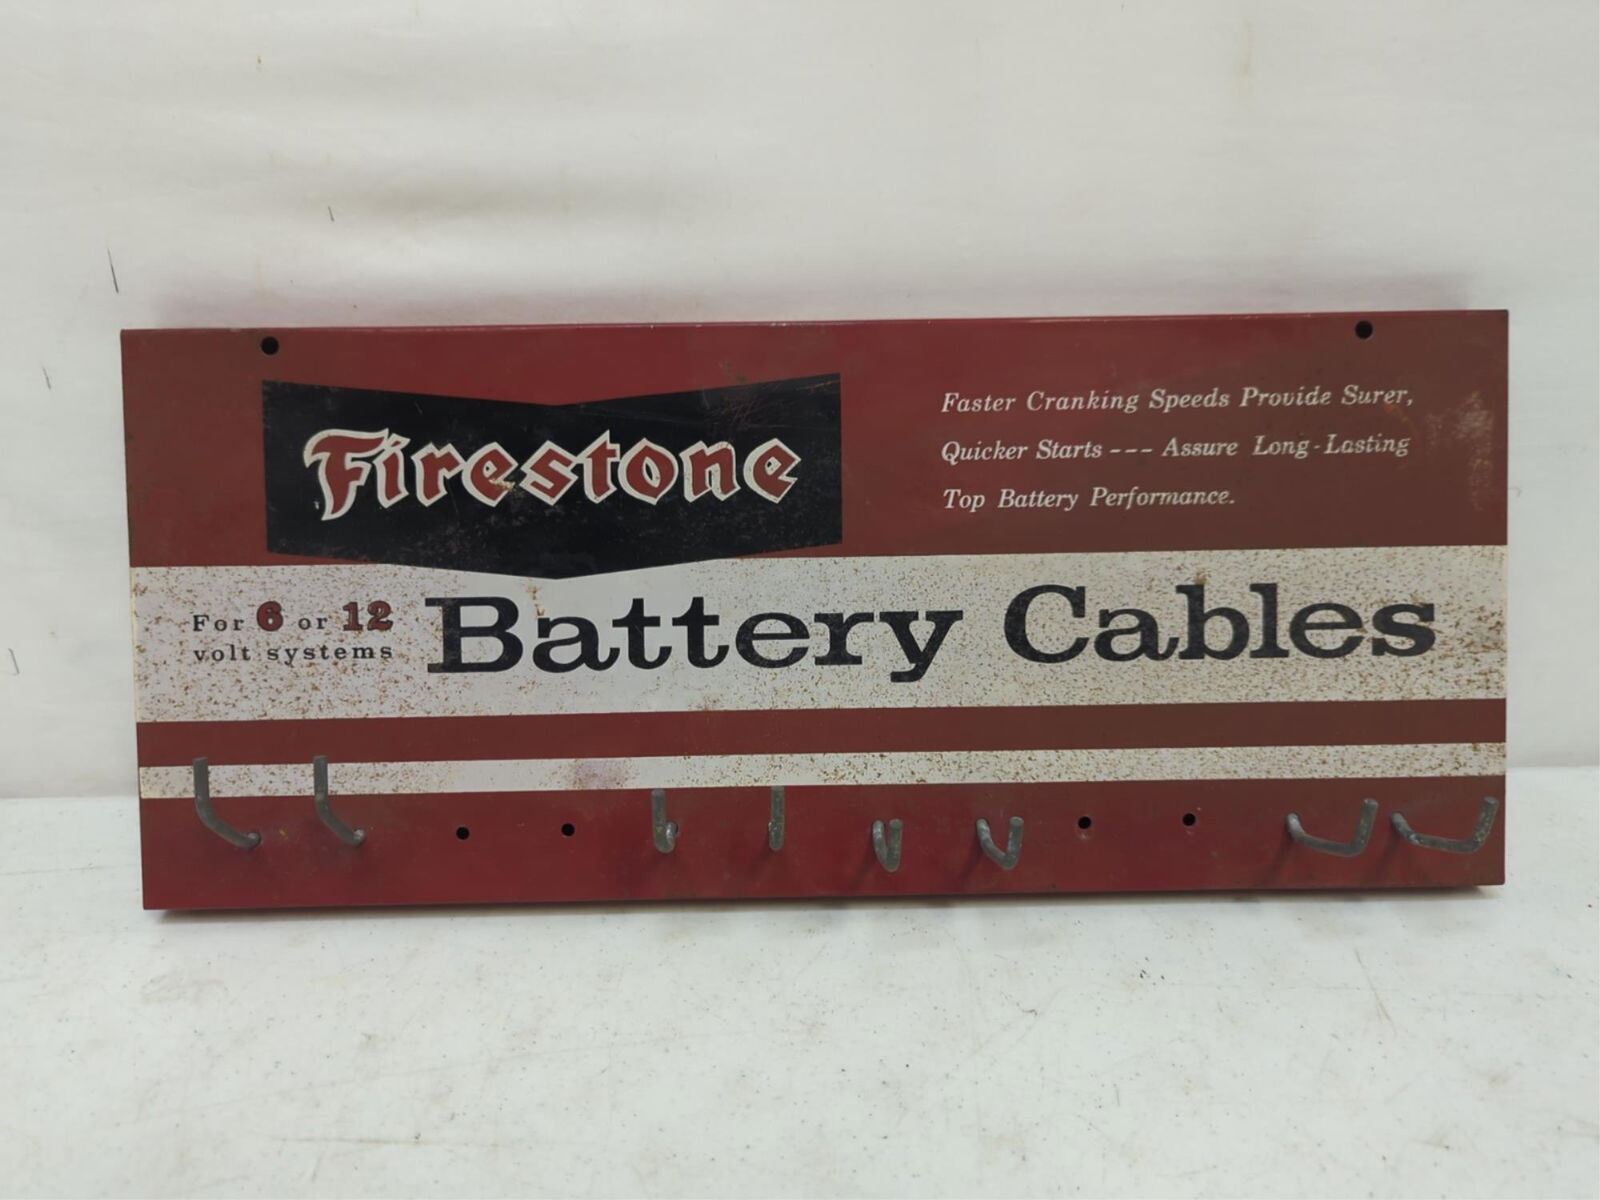 Firestone
Faster Cranking Speeds Provide Surer,
Quicker Starts --- Assure Long-Lasting
Top Battery Performance.
For 6 or 12
volt systems
Battery Cables